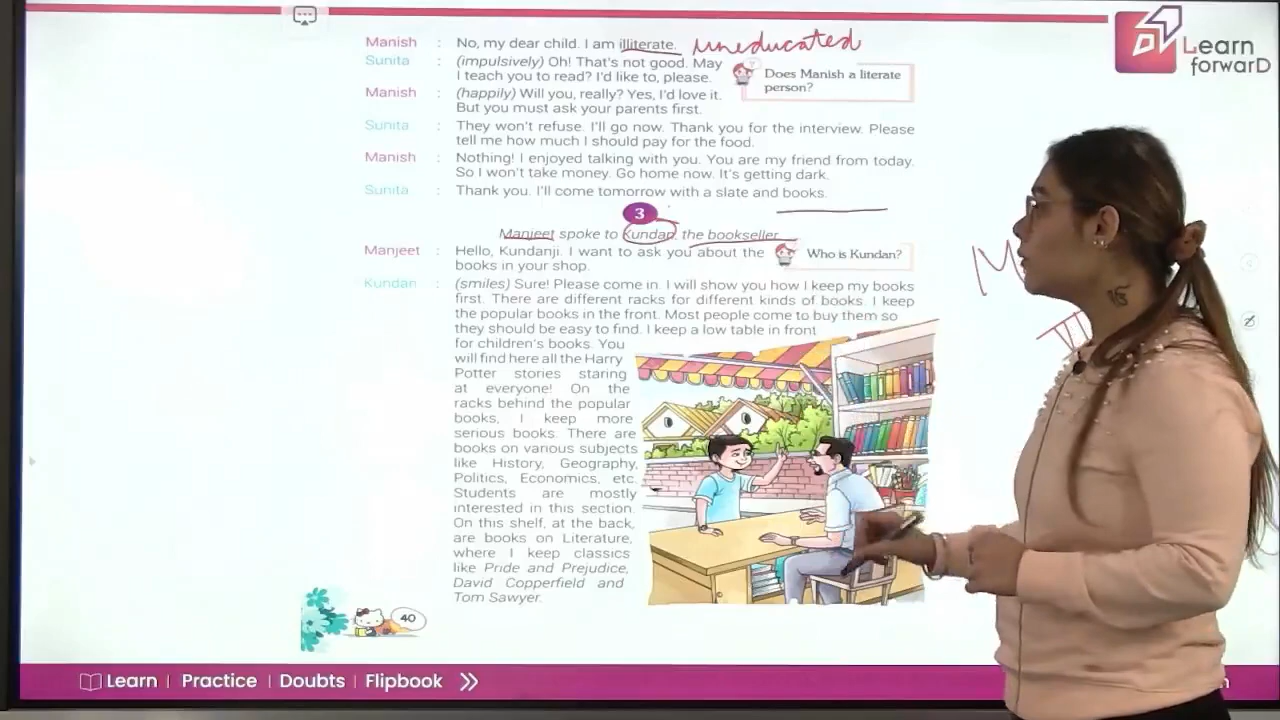 Manish : No, my dear child. I am illiterate. uneducated
Sunita : (impulsively) Oh! That's not good. May
I teach you to read? I'd like to, please.
Does Manish a literate
person?
Manish : (happily) Will you, really? Yes, I'd love it.
But you must ask your parents first.
Sunita : They won't refuse. I'll go now. Thank you for the interview. Please
tell me how much I should pay for the food.
Manish : Nothing! I enjoyed talking with you. You are my friend from today.
So I won't take money. Go home now. It's getting dark.
Sunita : Thank you. I'll come tomorrow with a slate and books.
3
Manjeet spoke to Kundan, the bookseller.
Manjeet : Hello, Kundanji. I want to ask you about the
books in your shop.
Who is Kundan?
Kundan : (smiles) Sure! Please come in. I will show you how I keep my books
first. There are different racks for different kinds of books. I keep
the popular books in the front. Most people come to buy them so
they should be easy to find. I keep a low table in front
for children's books. You
will find here all the Harry
Potter stories staring
at everyone! On the
racks behind the popular
books, I keep more
serious books. There are
books on various subjects
like History, Geography,
Politics, Economics, etc.
Students are mostly
interested in this section.
On this shelf, at the back,
are books on Literature,
where I keep classics
like Pride and Prejudice,
David Copperfield and
Tom Sawyer.
40
Learn
forwarD
Learn | Practice | Doubts | Flipbook